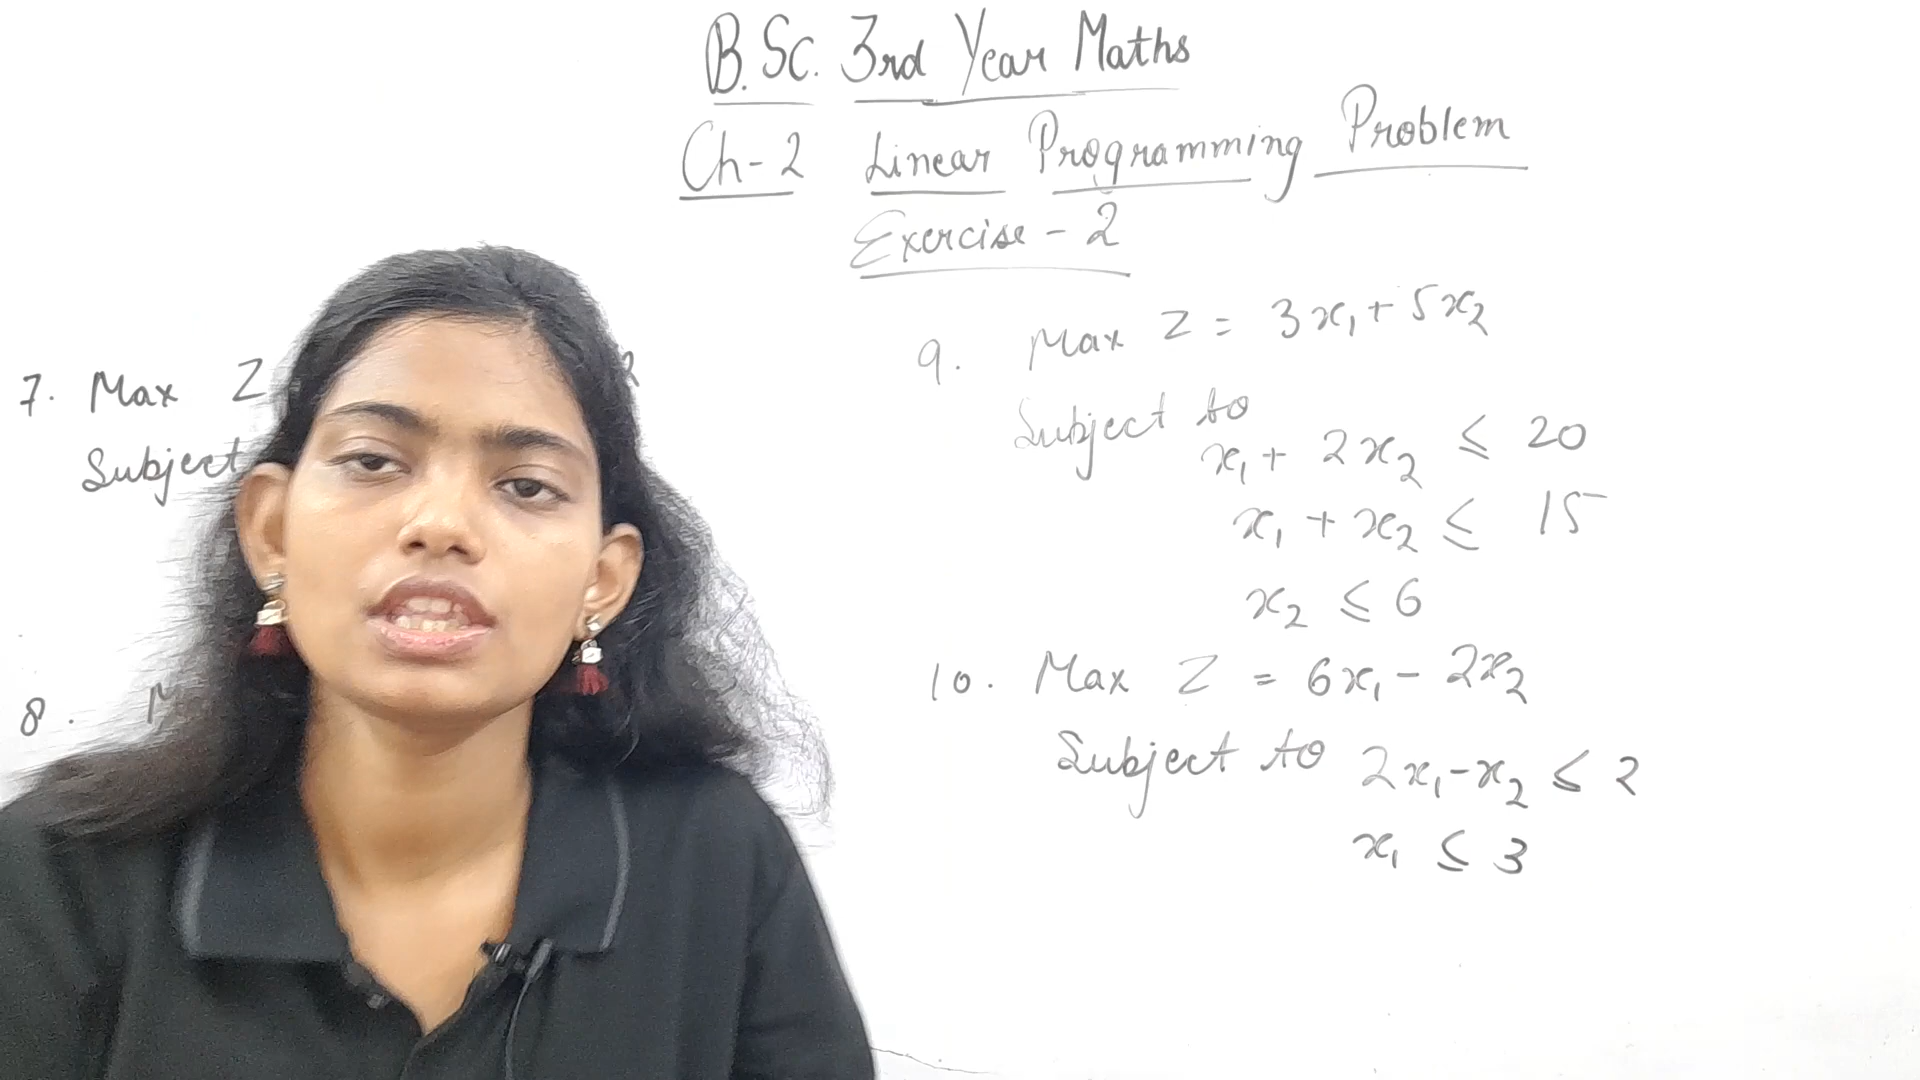 B.Sc. 3rd Year Maths
Ch-2 Linear Programming Problem
Exercise - 2
7. Max Z
Subject
8.
9. Max Z = 3x₁ + 5x₂
Subject to
x₁ + 2x₂ ≤ 20
x₁ + x₂ ≤ 15
x₂ ≤ 6
10. Max Z = 6x₁ - 2x₂
Subject to 2x₁ - x₂ ≤ 2
x₁ ≤ 3